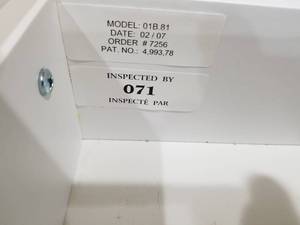 MODEL: 01B.81
DATE: 02 / 07
ORDER # 7256
PAT. NO.: 4,993,78
INSPECTED BY
071
INSPECTÉ PAR